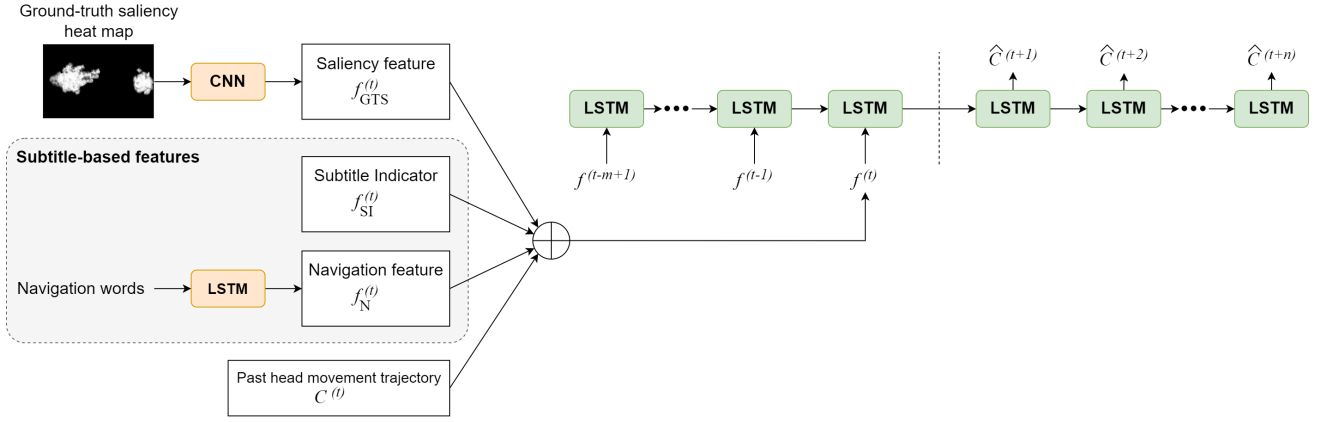 Ground-truth saliency
heat map
CNN
Saliency feature
f_GTS^(t)
Subtitle-based features
Subtitle Indicator
f_SI^(t)
Navigation words
LSTM
Navigation feature
f_N^(t)
Past head movement trajectory
C^(t)
LSTM
LSTM
LSTM
f^(t-m+1)
f^(t-1)
f^(t)
Ĉ^(t+1)
Ĉ^(t+2)
Ĉ^(t+n)
LSTM
LSTM
LSTM